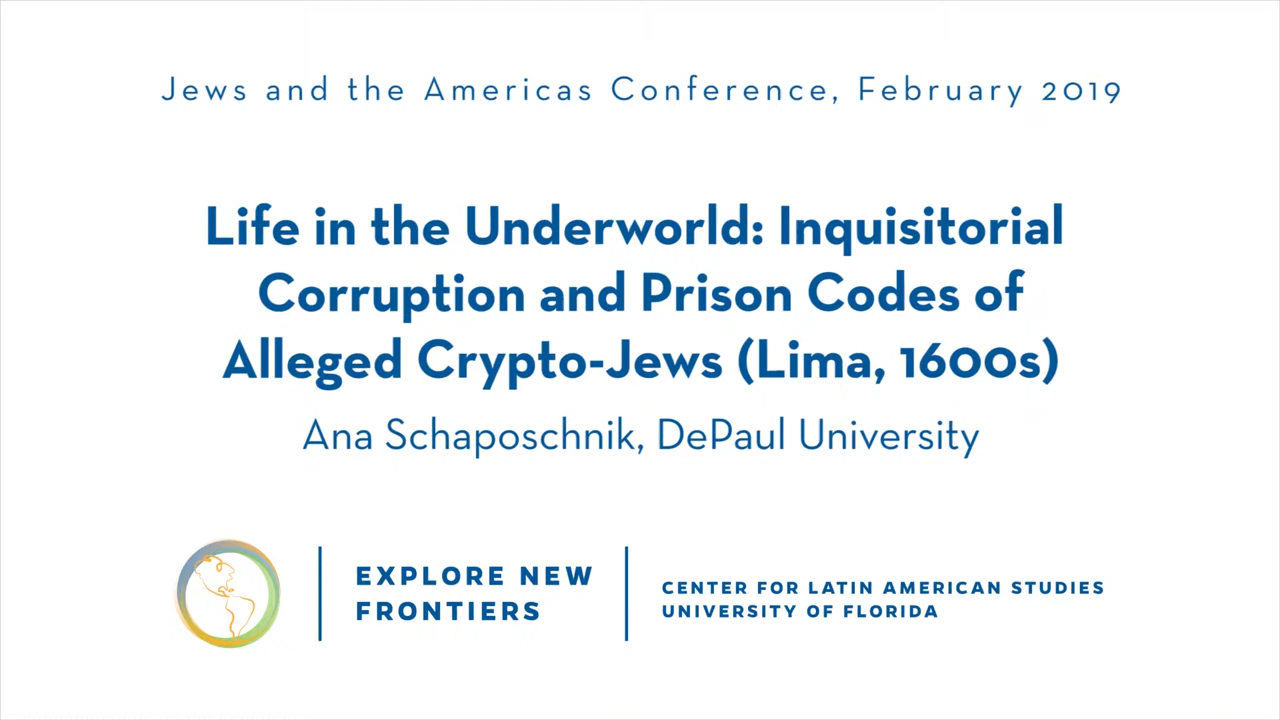 Jews and the Americas Conference, February 2019
Life in the Underworld: Inquisitorial
Corruption and Prison Codes of
Alleged Crypto-Jews (Lima, 1600s)
Ana Schaposchnik, DePaul University
EXPLORE NEW
FRONTIERS
CENTER FOR LATIN AMERICAN STUDIES
UNIVERSITY OF FLORIDA